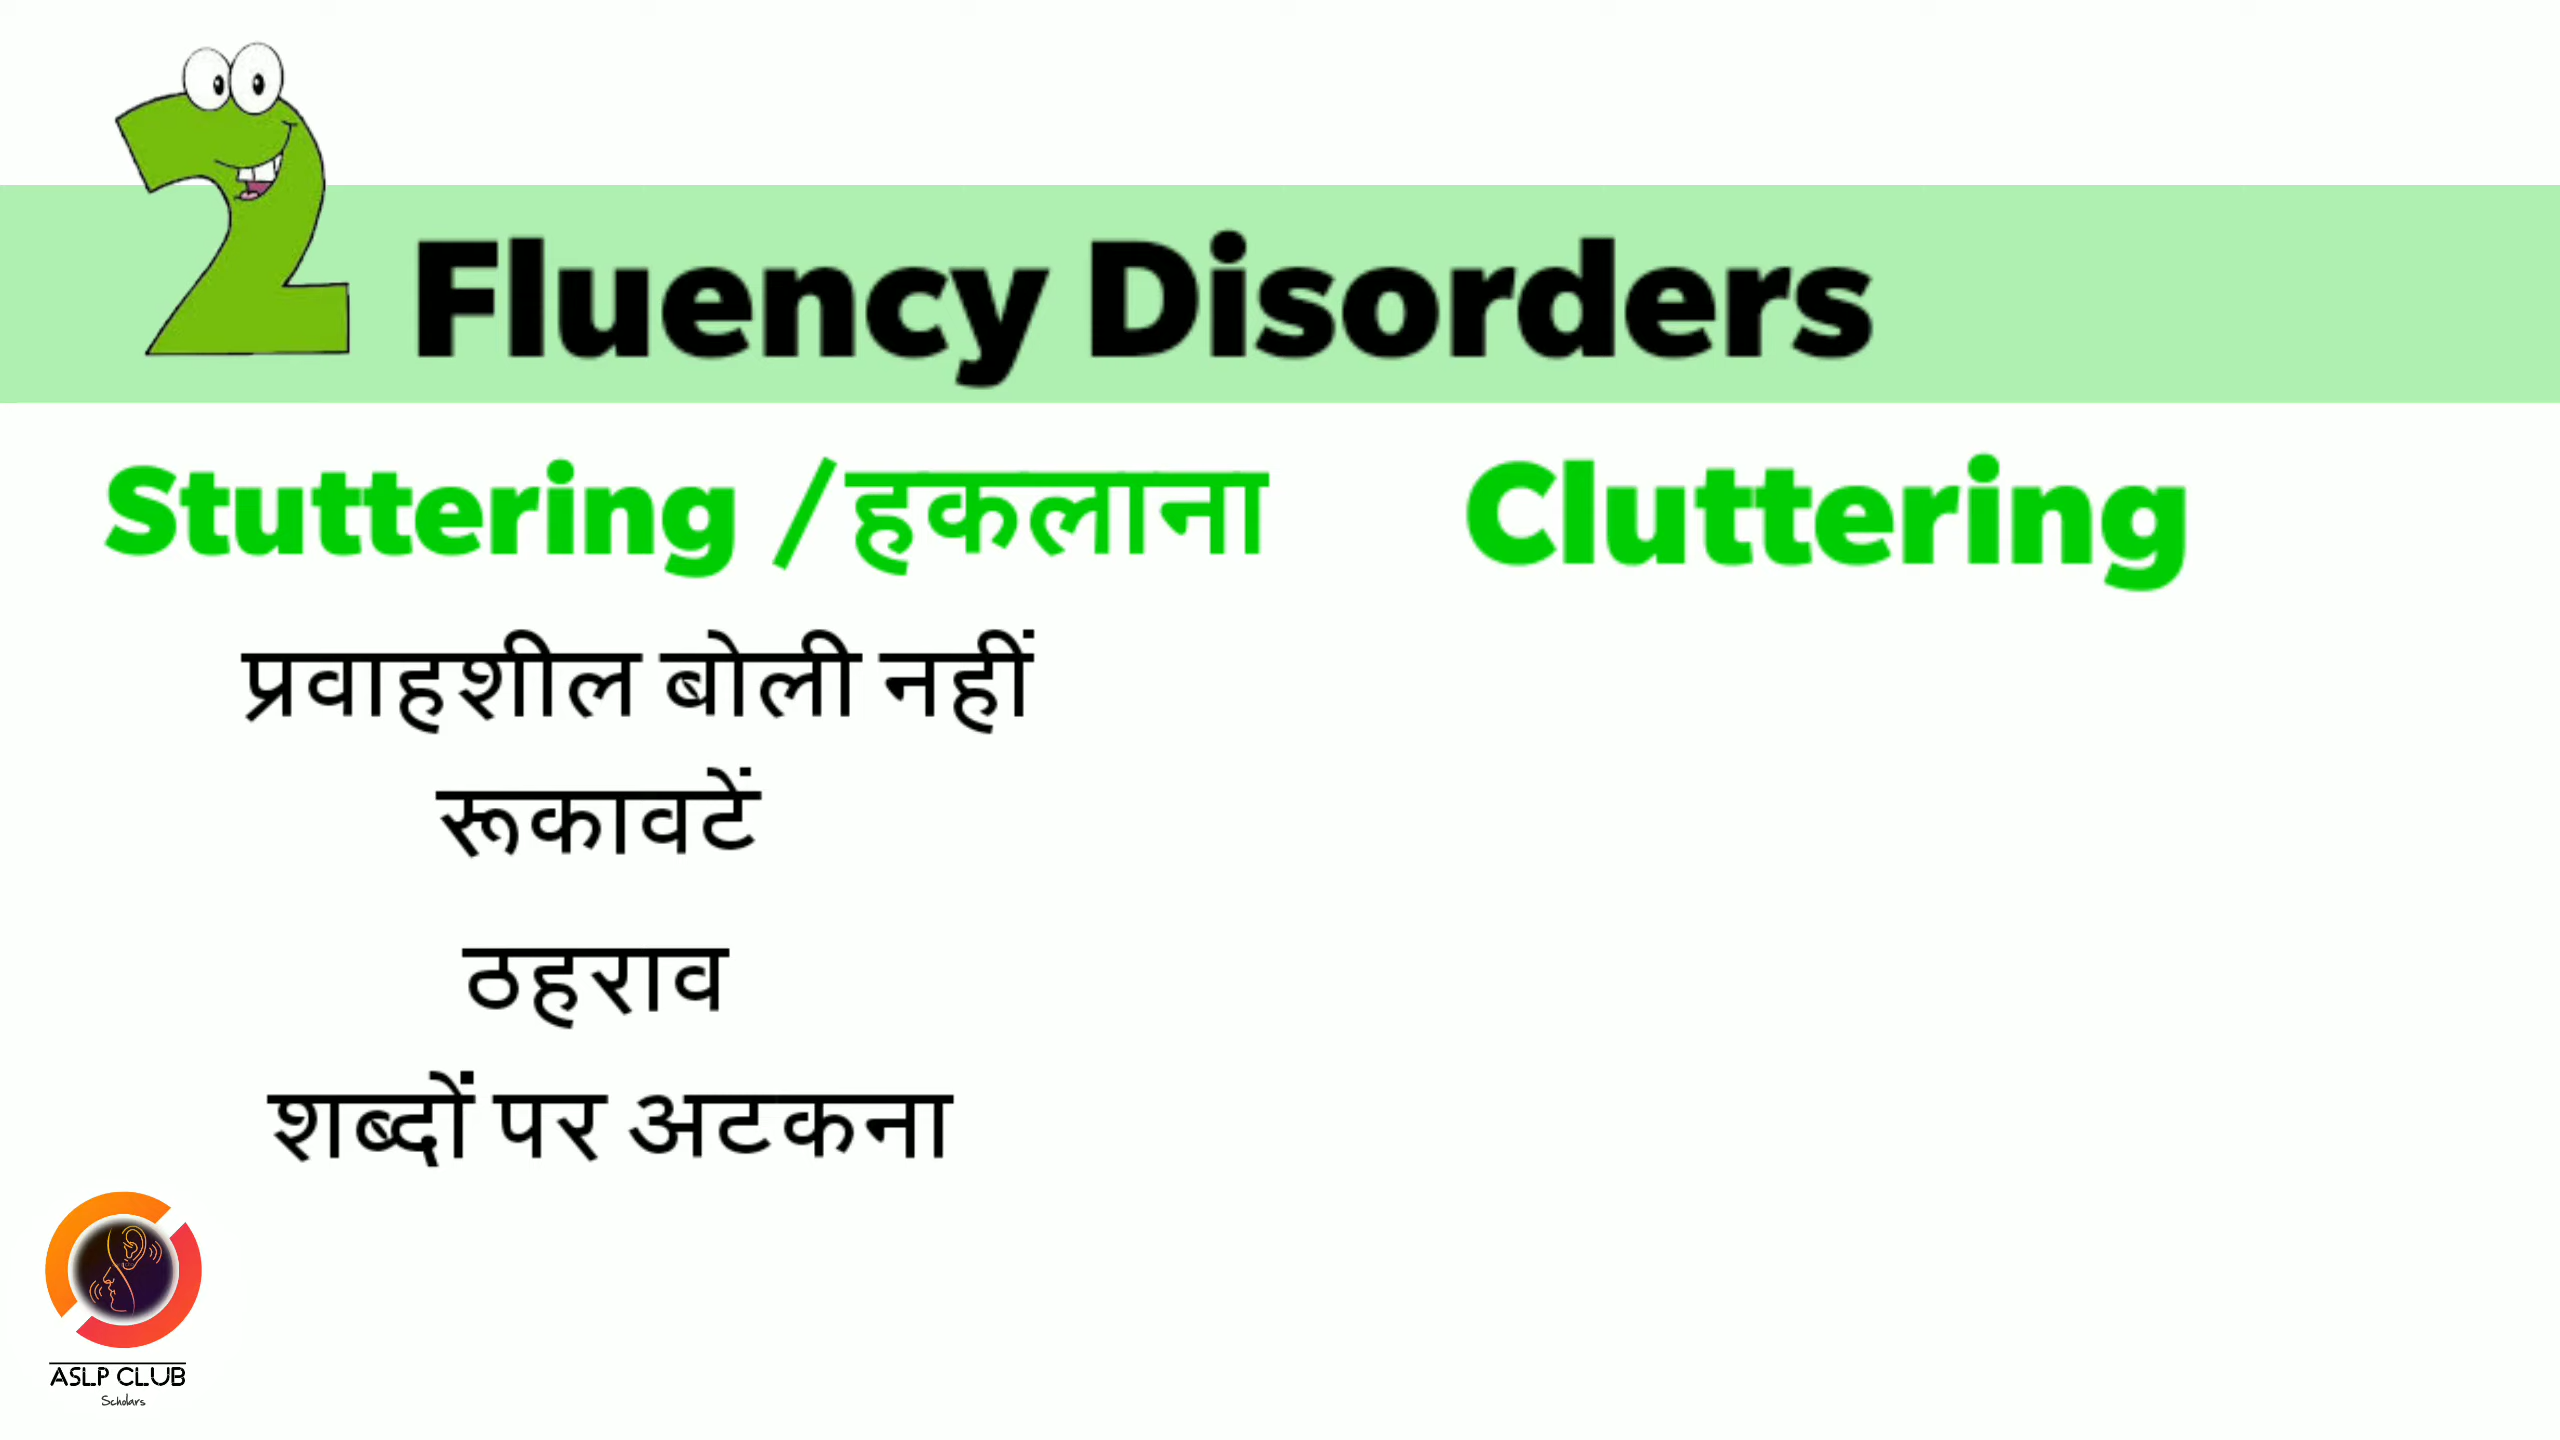 2 Fluency Disorders
Stuttering /हकलाना
Cluttering
प्रवाहशील बोली नहीं
रूकावटें
ठहराव
शब्दों पर अटकना
ASLP CLUB
Scholars